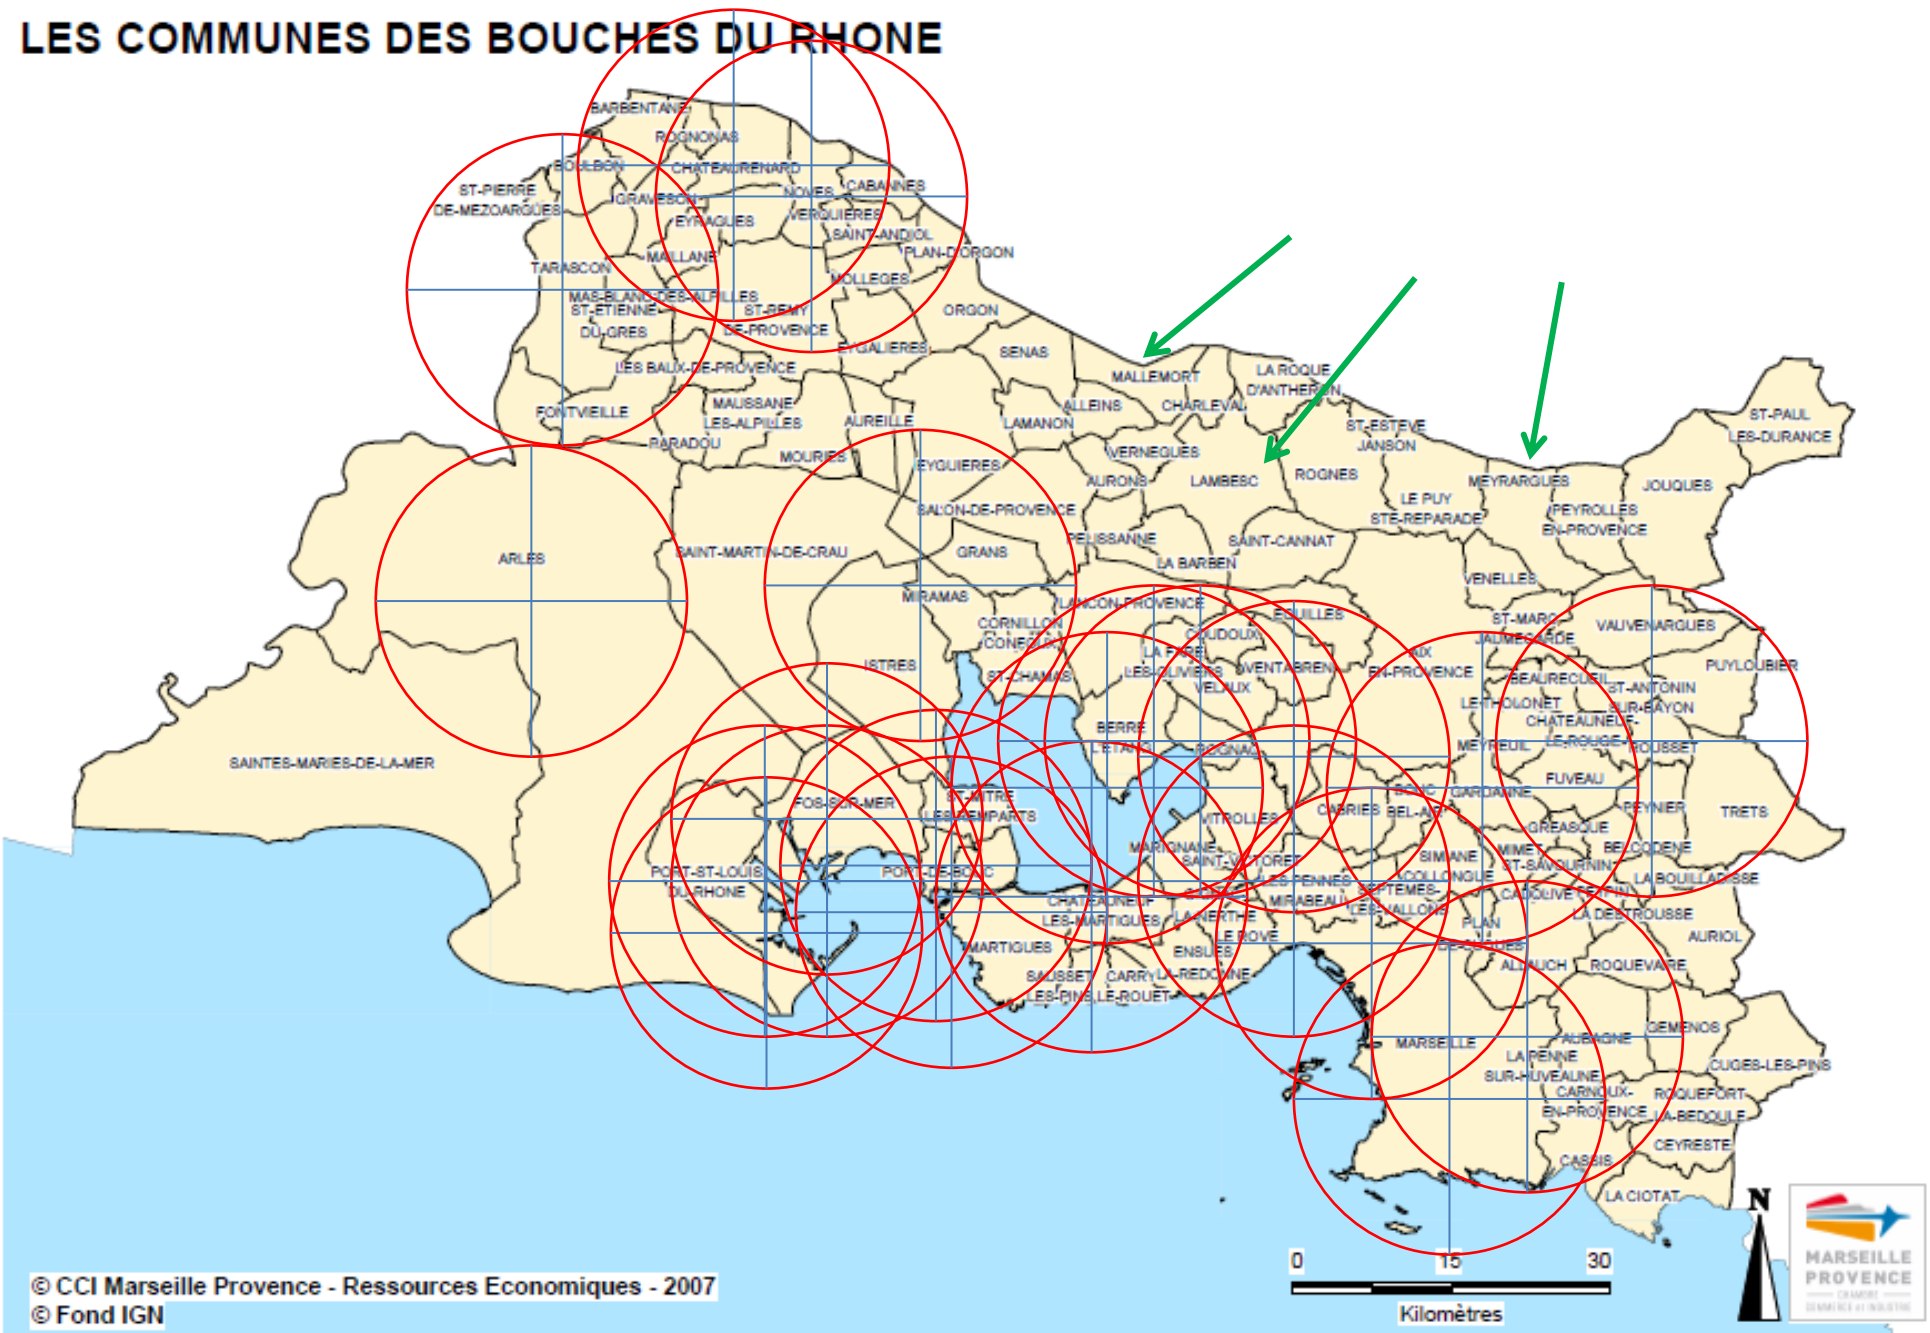 LES COMMUNES DES BOUCHES DU RHONE
BARBENTANE
ROGNONAS
BOULBON
CHATEAURENARD
ST-PIERRE
DE-MEZOARGUES
GRAVESON
NOVES
CABANNES
EYRAGUES
VERQUIERES
SAINT-ANDIOL
MAILLANE
PLAN-D'ORGON
TARASCON
MOLLEGES
MAS-BLANC-DES-ALPILLES
ST-ETIENNE
DU-GRES
ST-REMY
DE-PROVENCE
ORGON
EYGALIERES
SENAS
LES BAUX-DE-PROVENCE
MALLEMORT
LA ROQUE
D'ANTHERON
FONTVIEILLE
MAUSSANE
LES-ALPILLES
AUREILLE
LAMANON
ALLEINS
CHARLEVAL
ST-PAUL
LES-DURANCE
PARADOU
MOURIES
ST-ESTEVE
JANSON
EYGUIERES
VERNEGUES
AURONS
LAMBESC
ROGNES
MEYRARGUES
JOUQUES
LE PUY
STE-REPARADE
PEYROLLES
EN-PROVENCE
SALON-DE-PROVENCE
ARLES
SAINT-MARTIN-DE-CRAU
GRANS
PELISSANNE
SAINT-CANNAT
LA BARBEN
VENELLES
MIRAMAS
LANCON-PROVENCE
EGUILLES
CORNILLON
CONFOUX
COUDOUX
ST-MARC
JAUMEGARDE
VAUVENARGUES
ISTRES
ST-CHAMAS
LA FARE
LES-OLIVIERS
VENTABREN
AIX
EN-PROVENCE
PUYLOUBIER
VELAUX
BEAURECUEIL
ST-ANTONIN
SUR-BAYON
LE-THOLONET
CHATEAUNEUF-
LE-ROUGE
SAINTES-MARIES-DE-LA-MER
BERRE
L'ETANG
ROGNAC
MEYREUIL
ROUSSET
FUVEAU
FOS-SUR-MER
ST-MITRE
LES-REMPARTS
VITROLLES
CABRIES
BOUC
BEL-AIR
GARDANNE
PEYNIER
TRETS
GREASQUE
MARIGNANE
SAINT-VICTORET
SIMIANE
COLLONGUE
MIMET
ST-SAVOURNIN
BELCODENE
PORT-ST-LOUIS
DU-RHONE
PORT-DE-BOUC
LES-PENNES
MIRABEAU
SEPTEMES-
LES-VALLONS
CADOLIVE
LA BOUILLADISSE
CHATEAUNEUF
LES-MARTIGUES
LA DESTROUSSE
PLAN
DE-CUQUES
LE ROVE
AURIOL
MARTIGUES
ENSUES
LA-REDONNE
SAUSSET
LES-PINS
CARRY
LE-ROUET
ALLAUCH
ROQUEVAIRE
MARSEILLE
AUBAGNE
GEMENOS
LA PENNE
SUR-HUVEAUNE
CUGES-LES-PINS
CARNOUX-
EN-PROVENCE
ROQUEFORT-
LA-BEDOULE
CEYRESTE
CASSIS
LA CIOTAT
N
0 15 30
Kilomètres
© CCI Marseille Provence - Ressources Economiques - 2007
© Fond IGN
MARSEILLE
PROVENCE